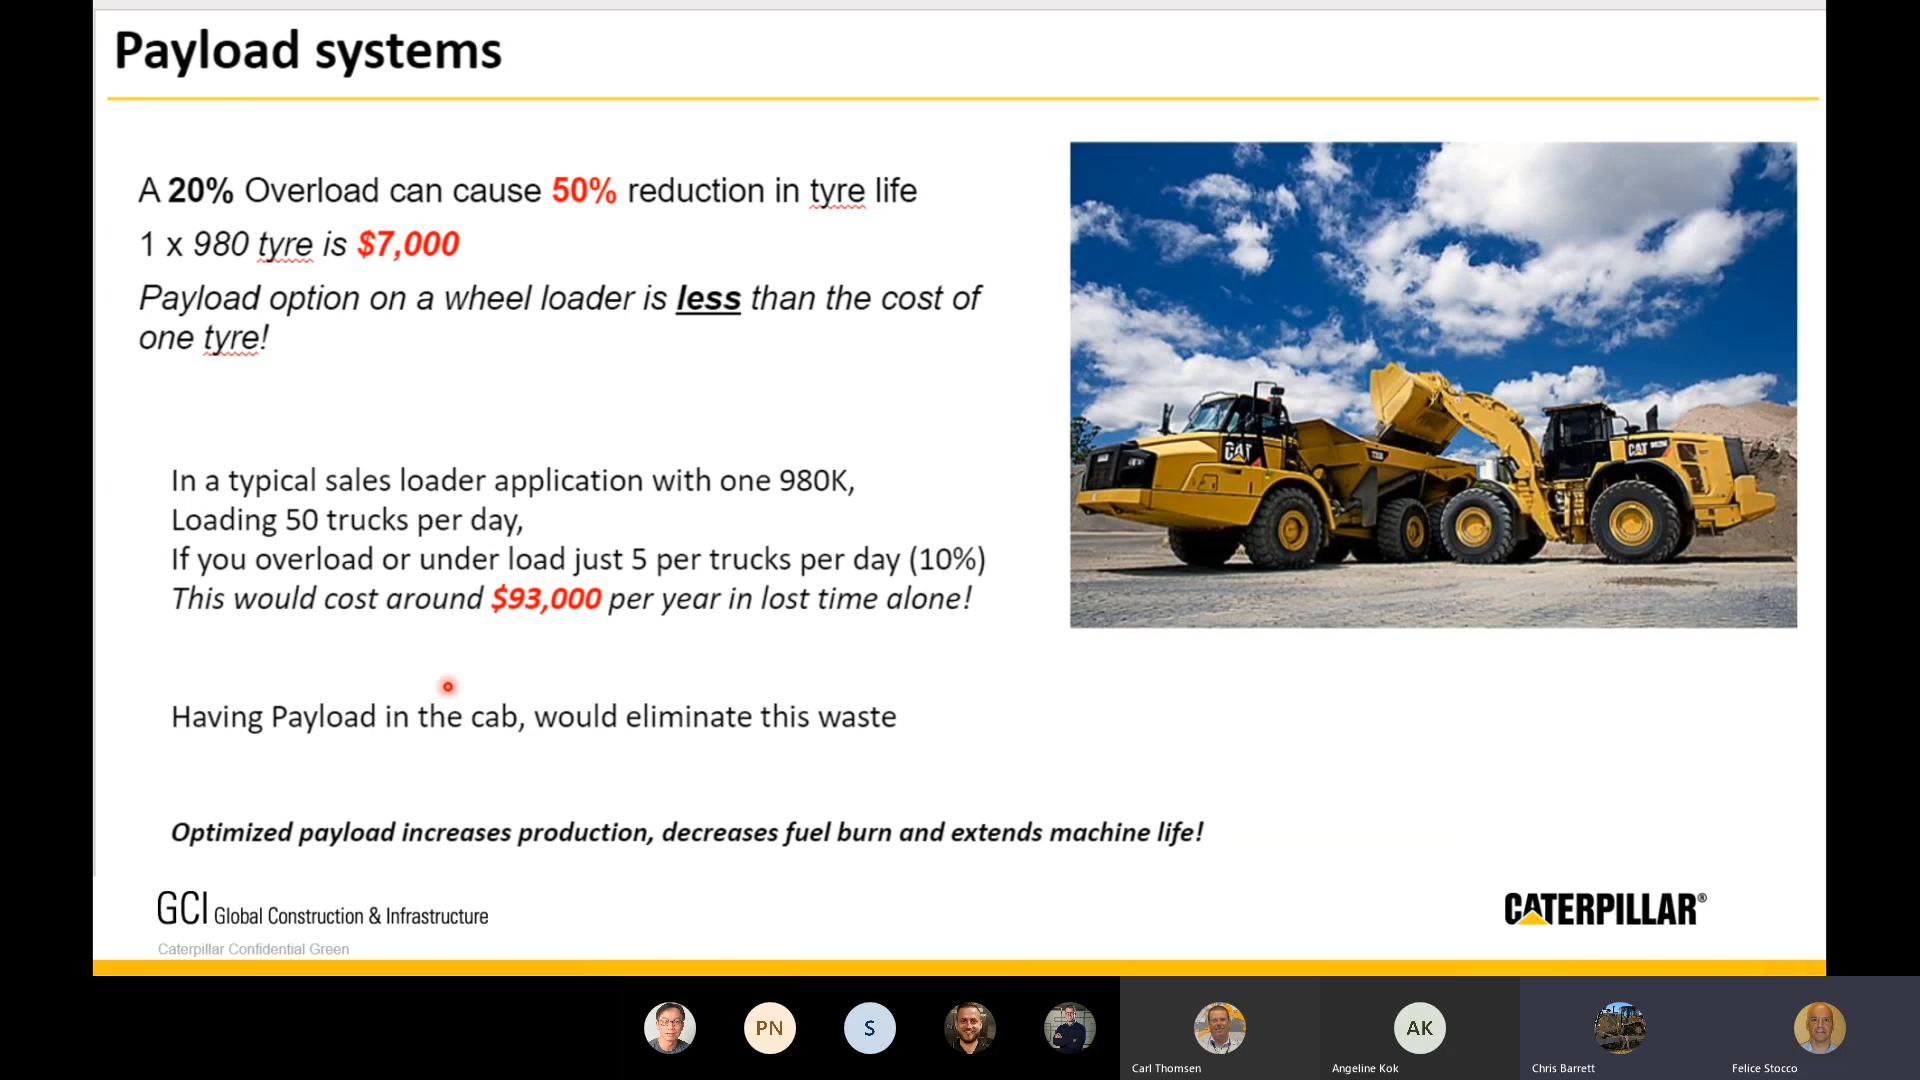 Payload systems
A 20% Overload can cause 50% reduction in tyre life
1 x 980 tyre is $7,000
Payload option on a wheel loader is less than the cost of
one tyre!
In a typical sales loader application with one 980K,
Loading 50 trucks per day,
If you overload or under load just 5 per trucks per day (10%)
This would cost around $93,000 per year in lost time alone!
Having Payload in the cab, would eliminate this waste
Optimized payload increases production, decreases fuel burn and extends machine life!
GCI Global Construction & Infrastructure
CATERPILLAR®
Caterpillar Confidential Green
CAT
CAT
PN
S
AK
Carl Thomsen
Angeline Kok
Chris Barrett
Felice Stocco